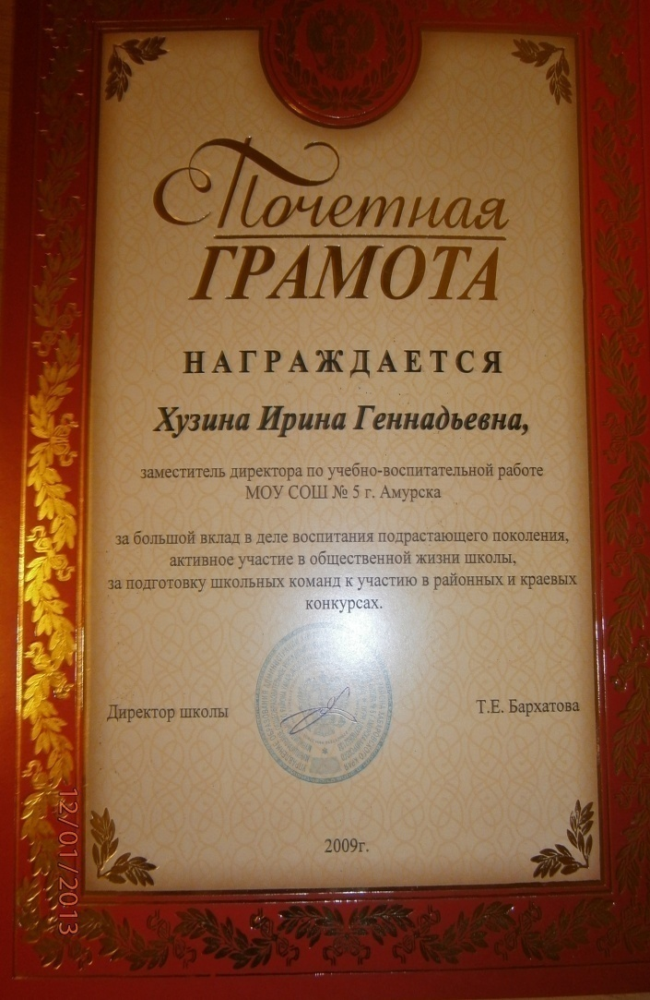 Почетная
ГРАМОТА
НАГРАЖДАЕТСЯ
Хузина Ирина Геннадьевна,
заместитель директора по учебно-воспитательной работе
МОУ СОШ № 5 г. Амурска
за большой вклад в деле воспитания подрастающего поколения,
активное участие в общественной жизни школы,
за подготовку школьных команд к участию в районных и краевых
конкурсах.
Директор школы
Т.Е. Бархатова
2009г.
12/01/2013